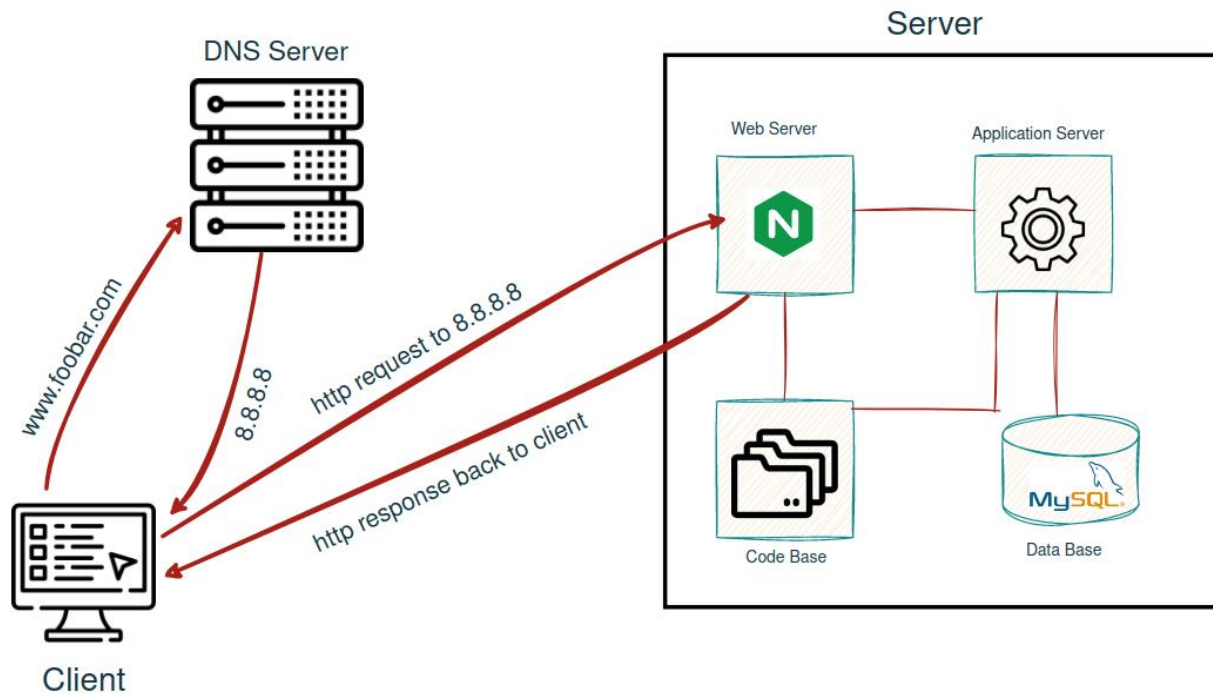 Server
DNS Server
Web Server
Application Server
N
www.foobar.com
8.8.8.8
http request to 8.8.8.8
http response back to client
MySQL®
Code Base
Data Base
Client